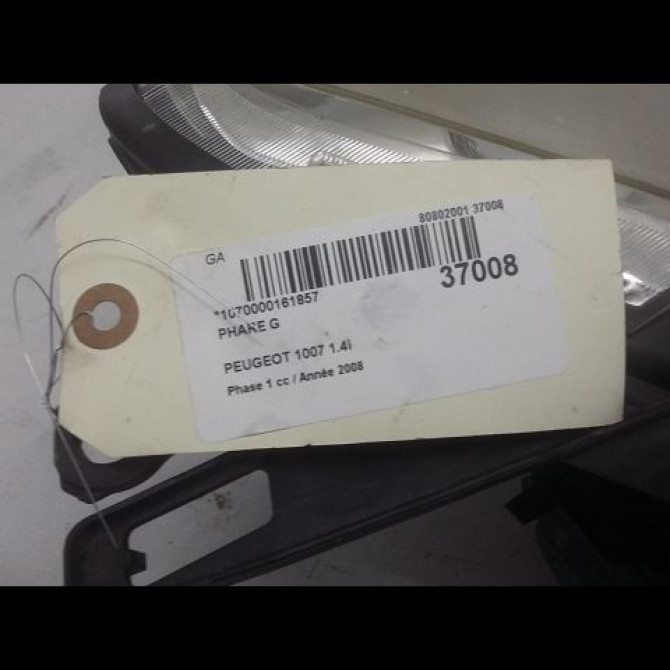 80802001 37008
GA
37008
*1070000161857
PHARE G
PEUGEOT 1007 1.4I
Phase 1 cc / Année 2008